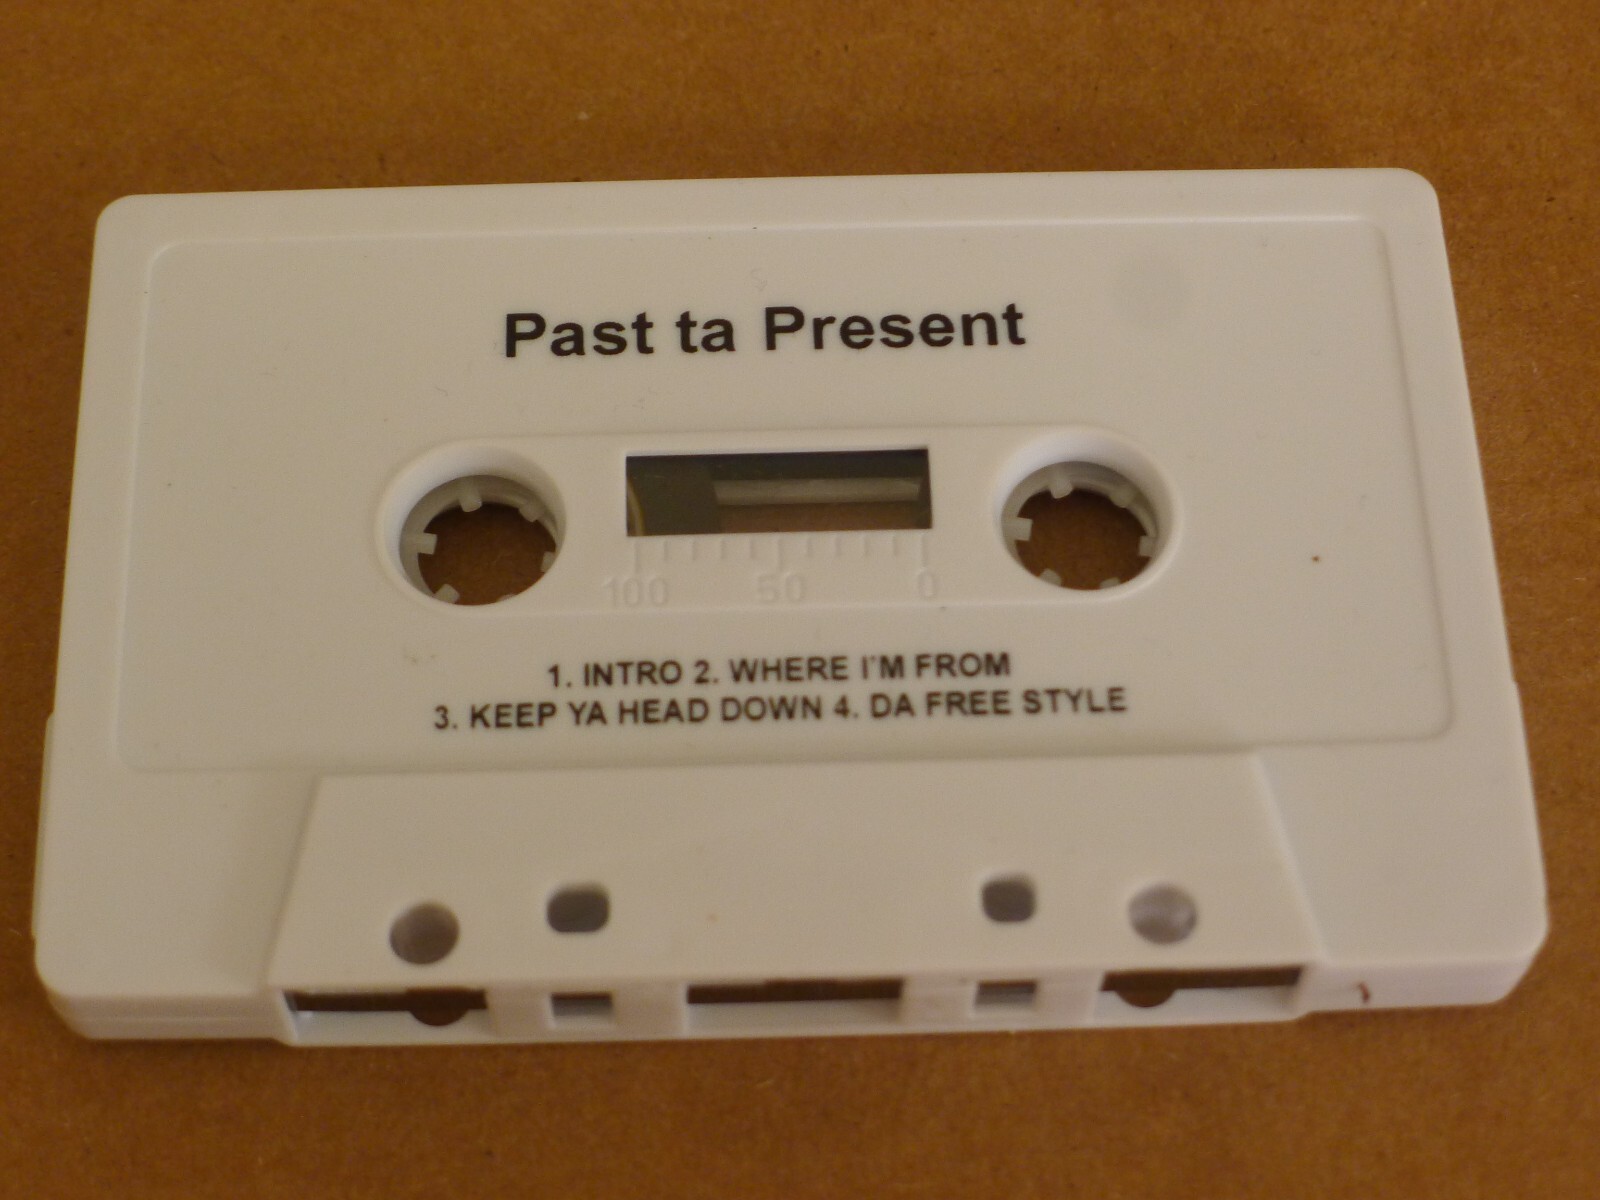 Past ta Present
100 50 0
1. INTRO 2. WHERE I'M FROM
3. KEEP YA HEAD DOWN 4. DA FREE STYLE